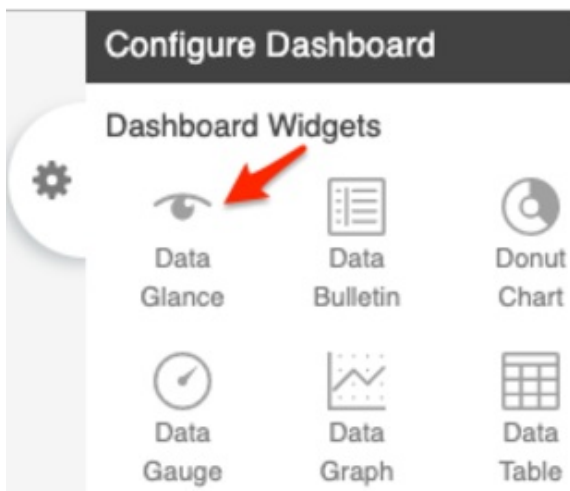 Configure Dashboard
Dashboard Widgets
Data Glance
Data Bulletin
Donut Chart
Data Gauge
Data Graph
Data Table